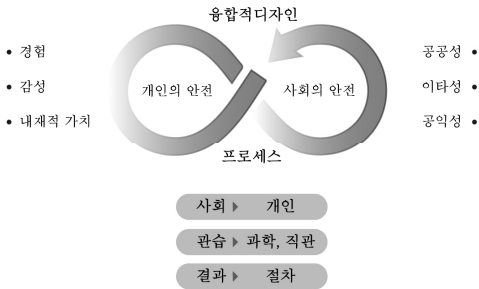 융합적디자인
• 경험
• 감성
• 내재적 가치
개인의 안전
사회의 안전
공공성 •
이타성 •
공익성 •
프로세스
사회 ▶ 개인
관습 ▶ 과학, 직관
결과 ▶ 절차